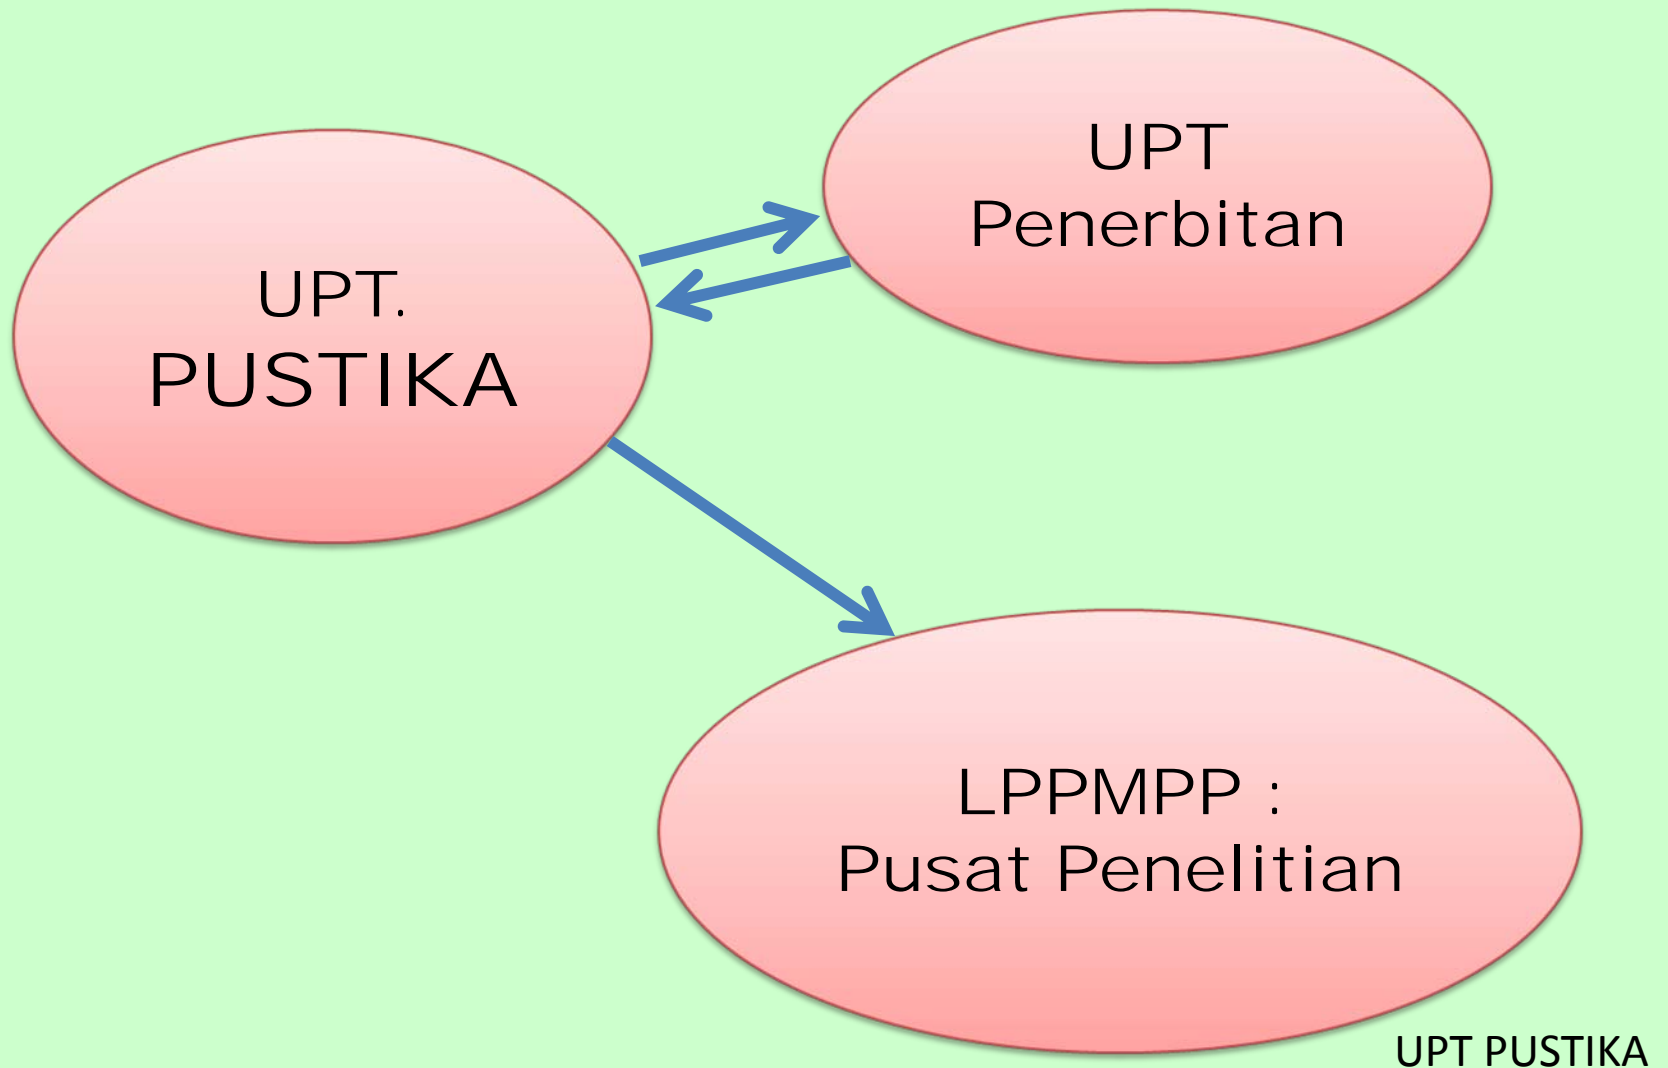 UPT.
PUSTIKA
UPT
Penerbitan
LPPMPP :
Pusat Penelitian
UPT PUSTIKA